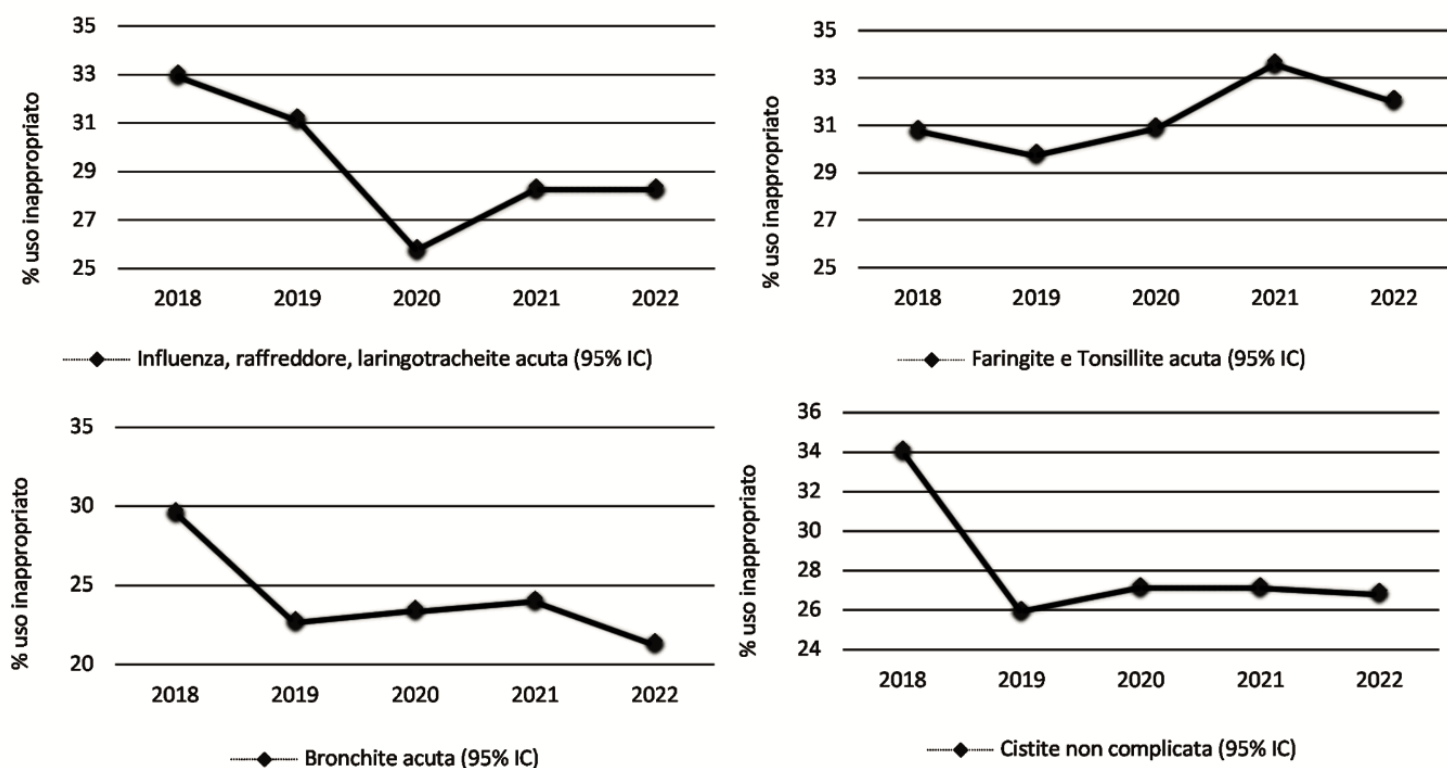 % uso inappropriato
35
33
31
29
27
25
2018 2019 2020 2021 2022
Influenza, raffreddore, laringotracheite acuta (95% IC)
% uso inappropriato
35
33
31
29
27
25
2018 2019 2020 2021 2022
Faringite e Tonsillite acuta (95% IC)
% uso inappropriato
35
30
25
20
2018 2019 2020 2021 2022
Bronchite acuta (95% IC)
% uso inappropriato
36
34
32
30
28
26
24
2018 2019 2020 2021 2022
Cistite non complicata (95% IC)